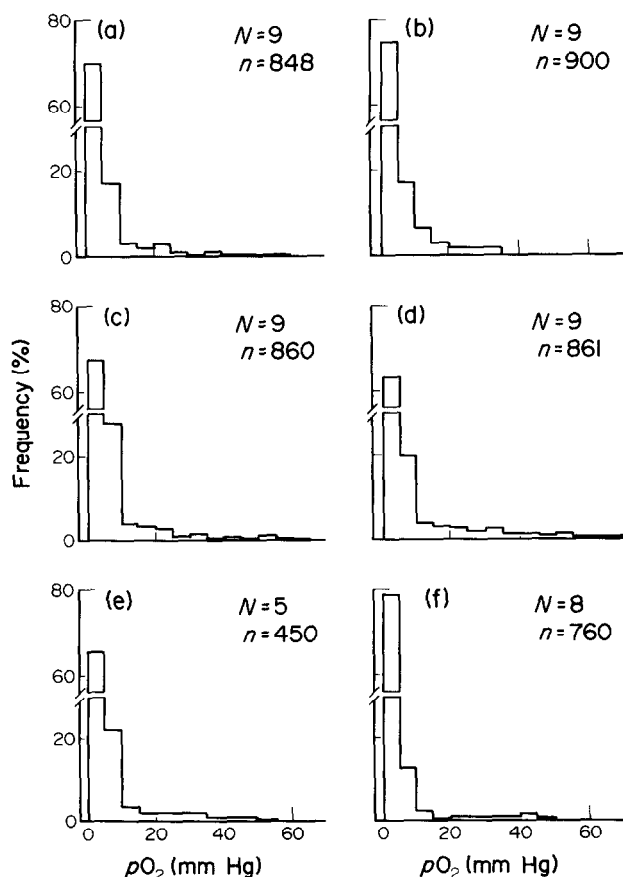 80
(a)
N = 9
n = 848
60
20
0
(b)
N = 9
n = 900
80
(c)
N = 9
n = 860
60
20
0
(d)
N = 9
n = 861
80
(e)
N = 5
n = 450
60
20
0
0 20 40 60
(f)
N = 8
n = 760
0 20 40 60
Frequency (%)
pO₂ (mm Hg)
pO₂ (mm Hg)